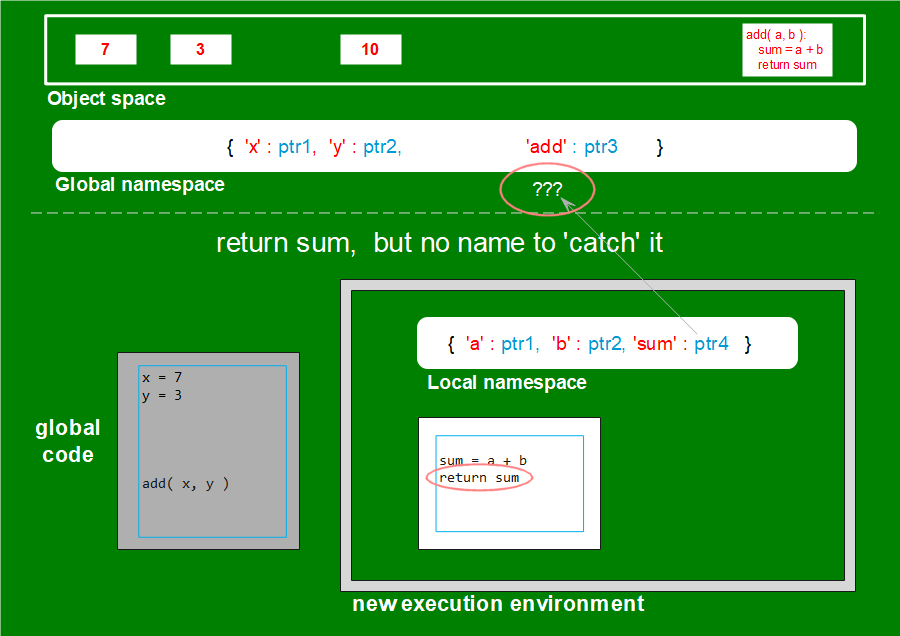 7 3 10
add( a, b ):
sum = a + b
return sum
Object space
{ 'x' : ptr1, 'y' : ptr2, 'add' : ptr3 }
Global namespace
???
return sum, but no name to 'catch' it
{ 'a' : ptr1, 'b' : ptr2, 'sum' : ptr4 }
Local namespace
global
code
x = 7
y = 3
add( x, y )
sum = a + b
return sum
new execution environment